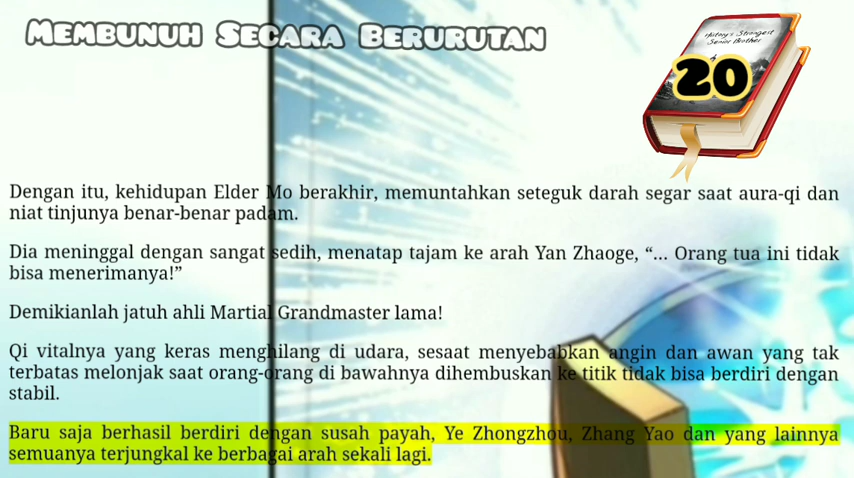 Membunuh Secara Berurutan
History's Strongest
Senior Brother
20
Dengan itu, kehidupan Elder Mo berakhir, memuntahkan seteguk darah segar saat aura-qi dan
niat tinjunya benar-benar padam.
Dia meninggal dengan sangat sedih, menatap tajam ke arah Yan Zhaoge, “... Orang tua ini tidak
bisa menerimanya!”
Demikianlah jatuh ahli Martial Grandmaster lama!
Qi vitalnya yang keras menghilang di udara, sesaat menyebabkan angin dan awan yang tak
terbatas melonjak saat orang-orang di bawahnya dihembuskan ke titik tidak bisa berdiri dengan
stabil.
Baru saja berhasil berdiri dengan susah payah, Ye Zhongzhou, Zhang Yao dan yang lainnya
semuanya terjungkal ke berbagai arah sekali lagi.